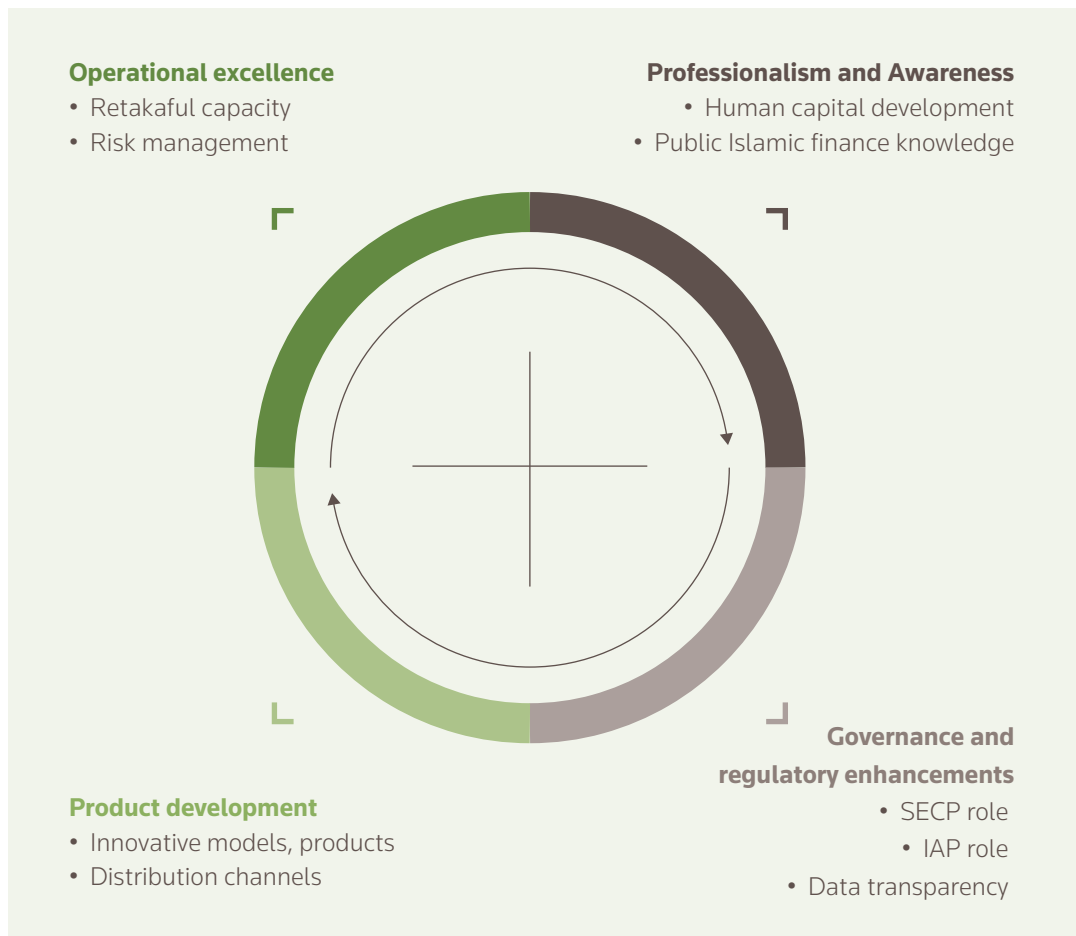 Operational excellence
• Retakaful capacity
• Risk management
Professionalism and Awareness
• Human capital development
• Public Islamic finance knowledge
Product development
• Innovative models, products
• Distribution channels
Governance and
regulatory enhancements
• SECP role
• IAP role
• Data transparency